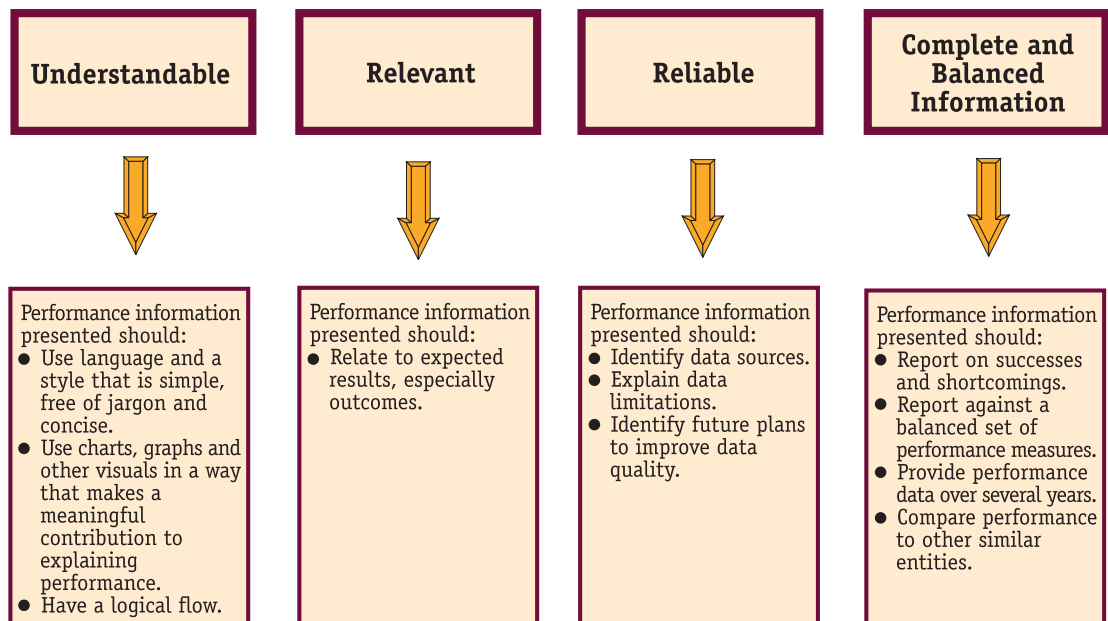 Understandable
Relevant
Reliable
Complete and
Balanced
Information
Performance information
presented should:
● Use language and a
style that is simple,
free of jargon and
concise.
● Use charts, graphs and
other visuals in a way
that makes a
meaningful
contribution to
explaining
performance.
● Have a logical flow.
Performance information
presented should:
● Relate to expected
results, especially
outcomes.
Performance information
presented should:
● Identify data sources.
● Explain data
limitations.
● Identify future plans
to improve data
quality.
Performance information
presented should:
● Report on successes
and shortcomings.
● Report against a
balanced set of
performance measures.
● Provide performance
data over several years.
● Compare performance
to other similar
entities.